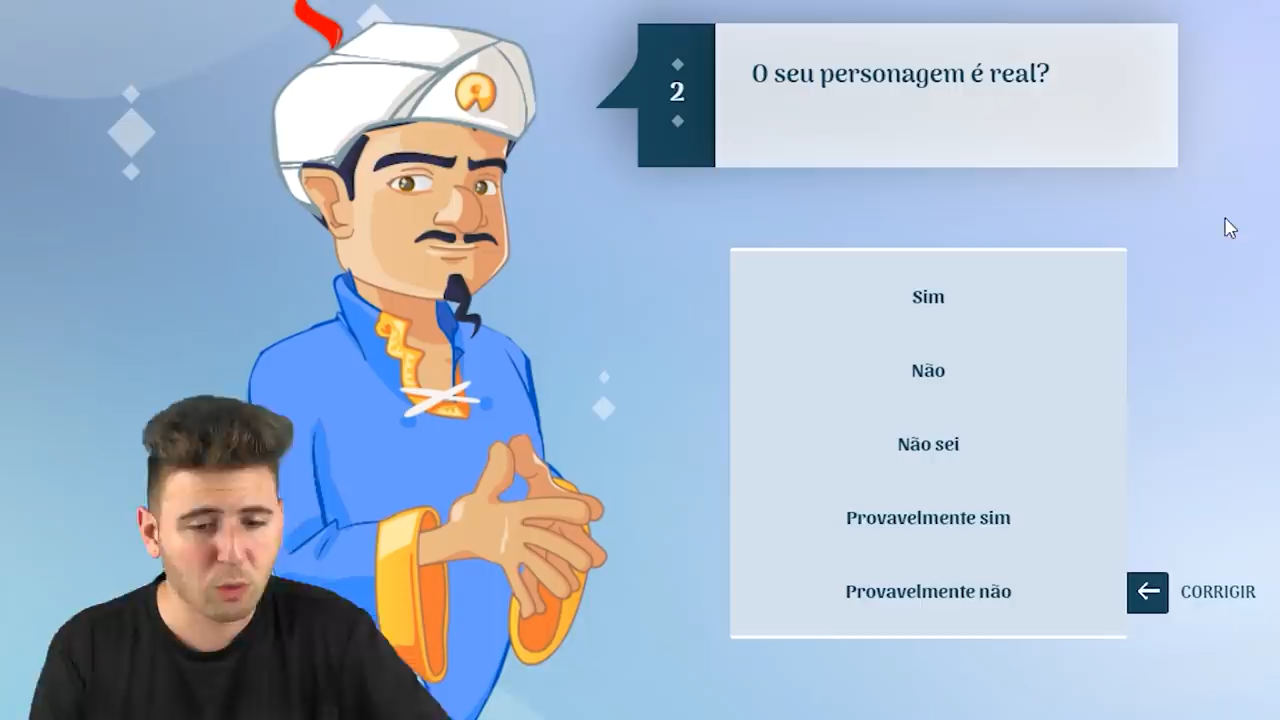 2
O seu personagem é real?
Sim
Não
Não sei
Provavelmente sim
Provavelmente não
CORRIGIR